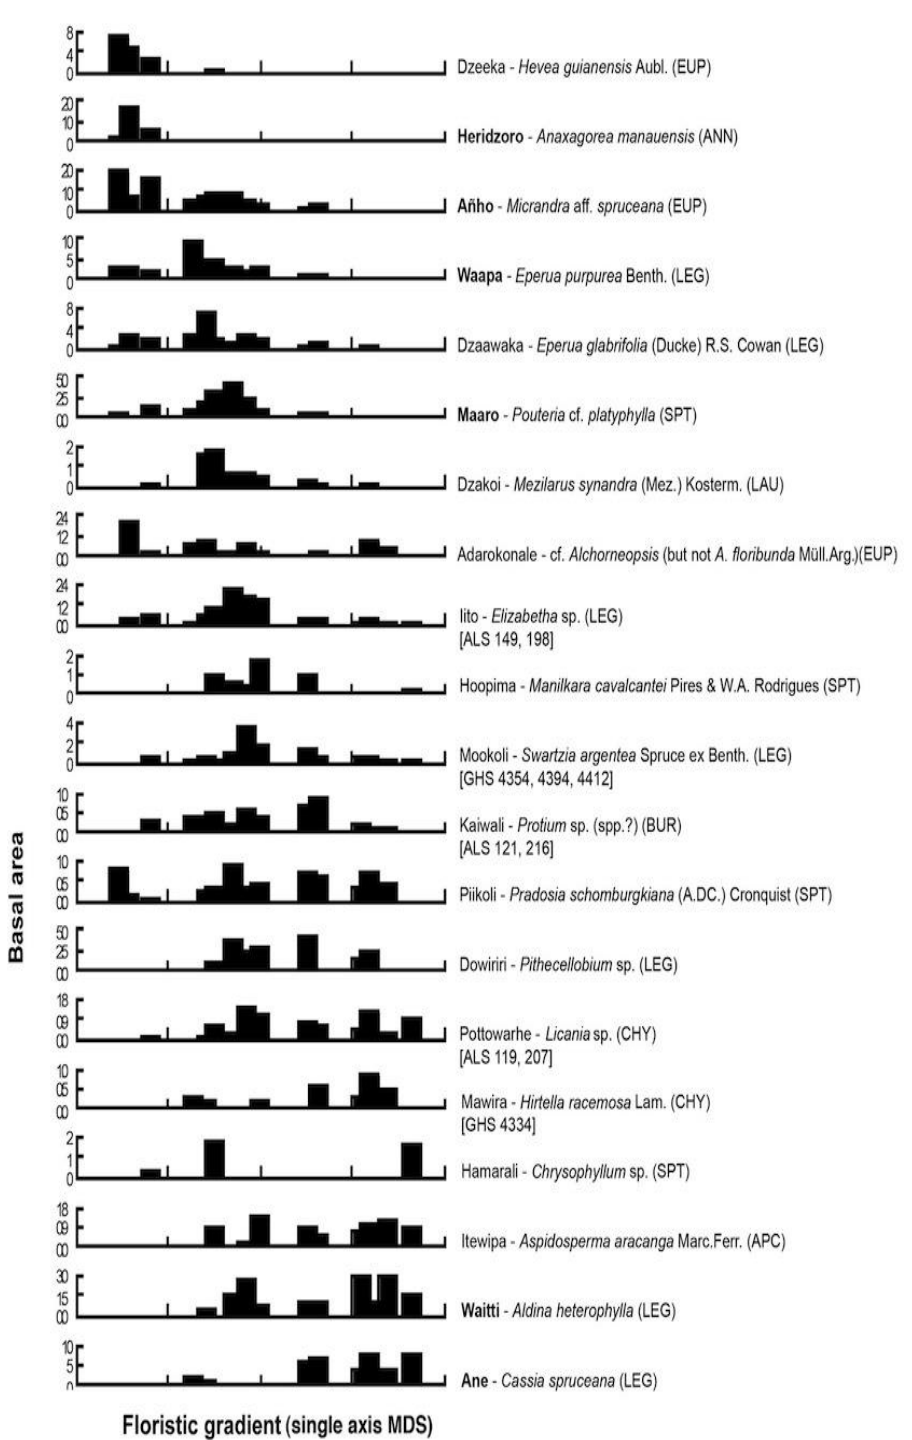 8
4
0
Dzeeka - Hevea guianensis Aubl. (EUP)
20
10
0
Heridzoro - Anaxagorea manauensis (ANN)
20
10
0
Añho - Micrandra aff. spruceana (EUP)
10
5
0
Waapa - Eperua purpurea Benth. (LEG)
8
4
0
Dzaawaka - Eperua glabrifolia (Ducke) R.S. Cowan (LEG)
50
25
00
Maaro - Pouteria cf. platyphylla (SPT)
2
1
0
Dzakoi - Mezilarus synandra (Mez.) Kosterm. (LAU)
24
12
00
Adarokonale - cf. Alchorneopsis (but not A. floribunda Müll.Arg.)(EUP)
24
12
00
Iito - Elizabetha sp. (LEG)
[ALS 149, 198]
2
1
0
Hoopima - Manilkara cavalcantei Pires & W.A. Rodrigues (SPT)
4
2
0
Mookoli - Swartzia argentea Spruce ex Benth. (LEG)
[GHS 4354, 4394, 4412]
10
05
00
Kaiwali - Protium sp. (spp.?) (BUR)
[ALS 121, 216]
10
05
00
Piikoli - Pradosia schomburgkiana (A.DC.) Cronquist (SPT)
50
25
00
Dowiriri - Pithecellobium sp. (LEG)
18
09
00
Pottowarhe - Licania sp. (CHY)
[ALS 119, 207]
10
05
00
Mawira - Hirtella racemosa Lam. (CHY)
[GHS 4334]
2
1
0
Hamarali - Chrysophyllum sp. (SPT)
18
09
00
Itewipa - Aspidosperma aracanga Marc.Ferr. (APC)
30
15
00
Waitti - Aldina heterophylla (LEG)
10
5
0
Ane - Cassia spruceana (LEG)
Basal area
Floristic gradient (single axis MDS)